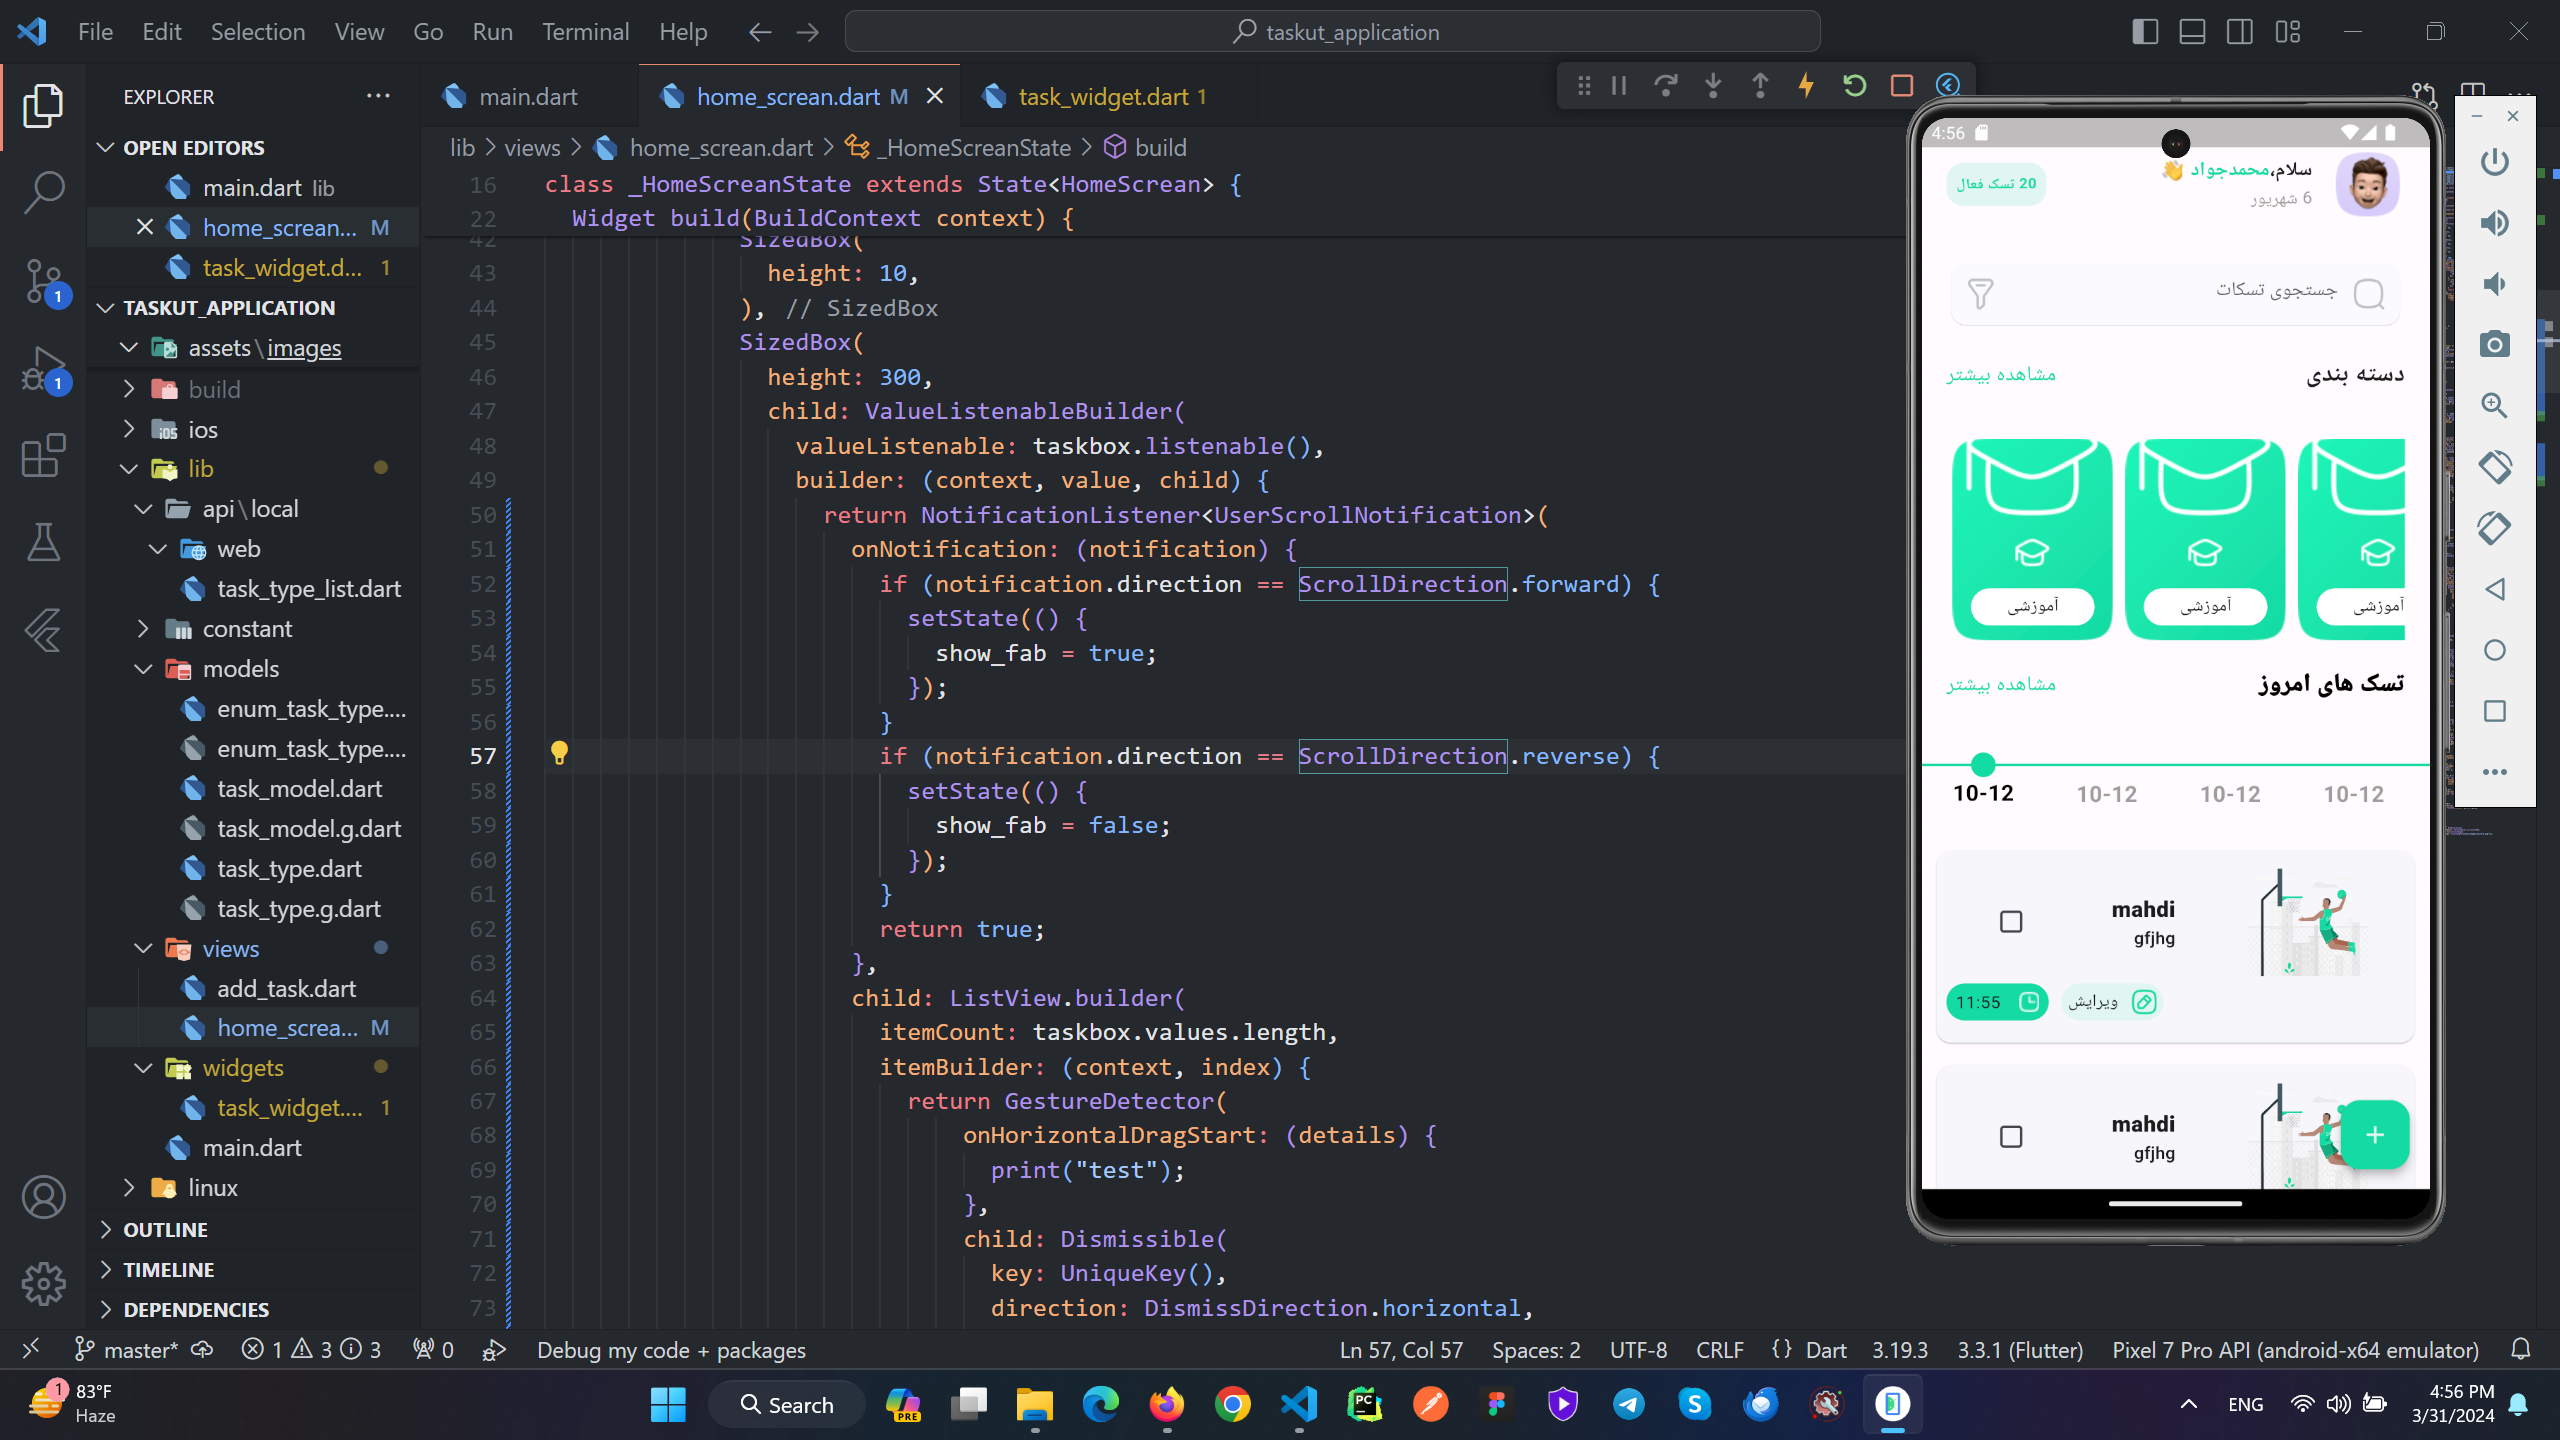 File Edit Selection View Go Run Terminal Help
taskut_application
EXPLORER
OPEN EDITORS
main.dart lib
home_screan... M
task_widget.d... 1
TASKUT_APPLICATION
assets\images
build
ios
lib
api\local
web
task_type_list.dart
constant
models
enum_task_type....
enum_task_type....
task_model.dart
task_model.g.dart
task_type.dart
task_type.g.dart
views
add_task.dart
home_screa... M
widgets
task_widget.... 1
main.dart
linux
OUTLINE
TIMELINE
DEPENDENCIES
1
1
main.dart
home_screan.dart M
task_widget.dart 1
lib > views > home_screan.dart > _HomeScreanState > build
16 class _HomeScreanState extends State<HomeScrean> {
22 Widget build(BuildContext context) {
42 SizedBox(
43 height: 10,
44 ), // SizedBox
45 SizedBox(
46 height: 300,
47 child: ValueListenableBuilder(
48 valueListenable: taskbox.listenable(),
49 builder: (context, value, child) {
50 return NotificationListener<UserScrollNotification>(
51 onNotification: (notification) {
52 if (notification.direction == ScrollDirection.forward) {
53 setState(() {
54 show_fab = true;
55 });
56 }
57 if (notification.direction == ScrollDirection.reverse) {
58 setState(() {
59 show_fab = false;
60 });
61 }
62 return true;
63 },
64 child: ListView.builder(
65 itemCount: taskbox.values.length,
66 itemBuilder: (context, index) {
67 return GestureDetector(
68 onHorizontalDragStart: (details) {
69 print("test");
70 },
71 child: Dismissible(
72 key: UniqueKey(),
73 direction: DismissDirection.horizontal,
4:56
سلام،محمدجواد 👋
6 شهریور
20 تسک فعال
جستجوی تسکات
دسته بندی
مشاهده بیشتر
آموزشی
آموزشی
آموزشی
تسک های امروز
مشاهده بیشتر
10-12 10-12 10-12 10-12
mahdi
gfjhg
11:55
ویرایش
mahdi
gfjhg
+
master* 1 3 3 0 Debug my code + packages
Ln 57, Col 57 Spaces: 2 UTF-8 CRLF {} Dart 3.19.3 3.3.1 (Flutter) Pixel 7 Pro API (android-x64 emulator)
1
83°F
Haze
Search
PRE
PC
ENG
4:56 PM
3/31/2024